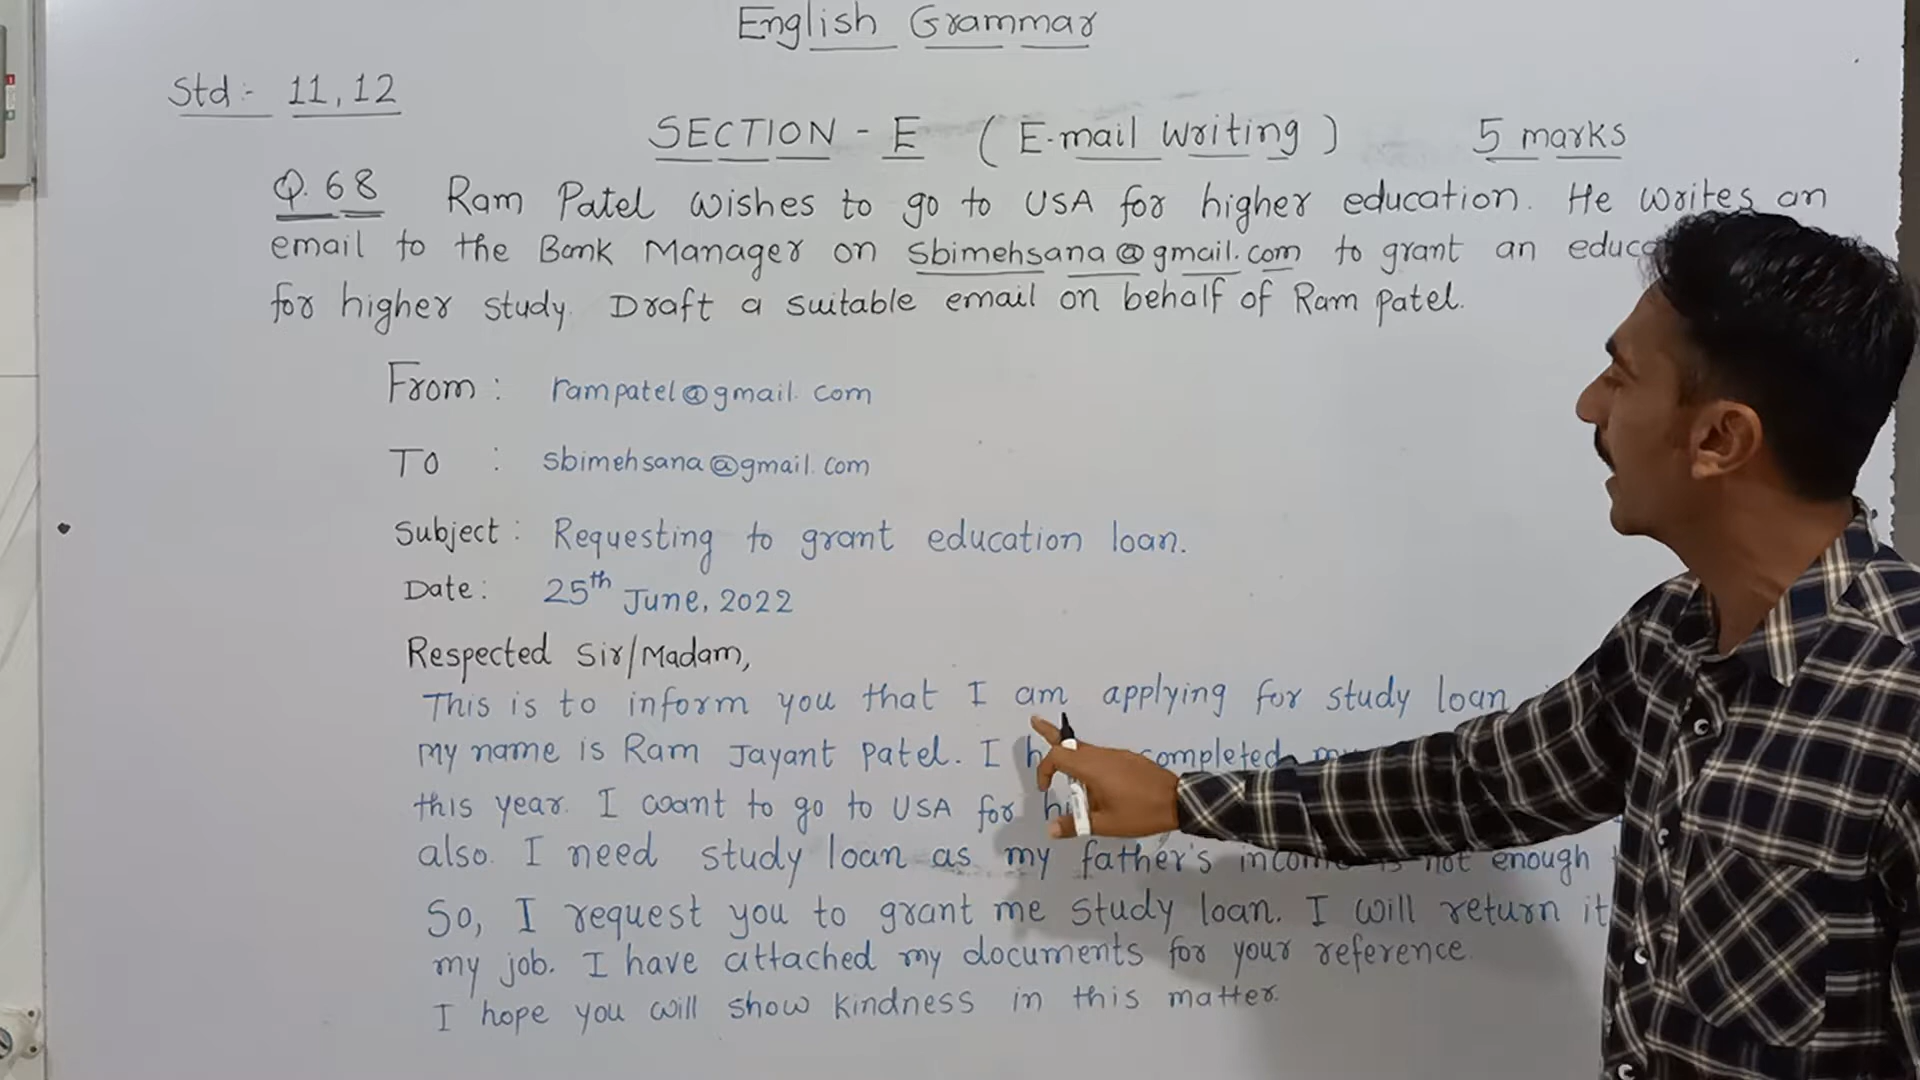 English Grammar
Std:- 11, 12
SECTION - E ( E-mail Writing ) 5 marks
Q. 68 Ram Patel wishes to go to USA for higher education. He writes an
email to the Bank Manager on sbimehsana@gmail.com to grant an
for higher study. Draft a suitable email on behalf of Ram Patel.
From : rampatel@gmail.com
To : sbimehsana@gmail.com
Subject : Requesting to grant education loan.
Date : 25th June, 2022
Respected Sir/Madam,
This is to inform you that I am applying for study loan
my name is Ram Jayant Patel. I completed
this year. I want to go to USA for
also. I need study loan as my father's income is not enough
So, I request you to grant me study loan. I will return it
my job. I have attached my documents for your reference.
I hope you will show kindness in this matter.